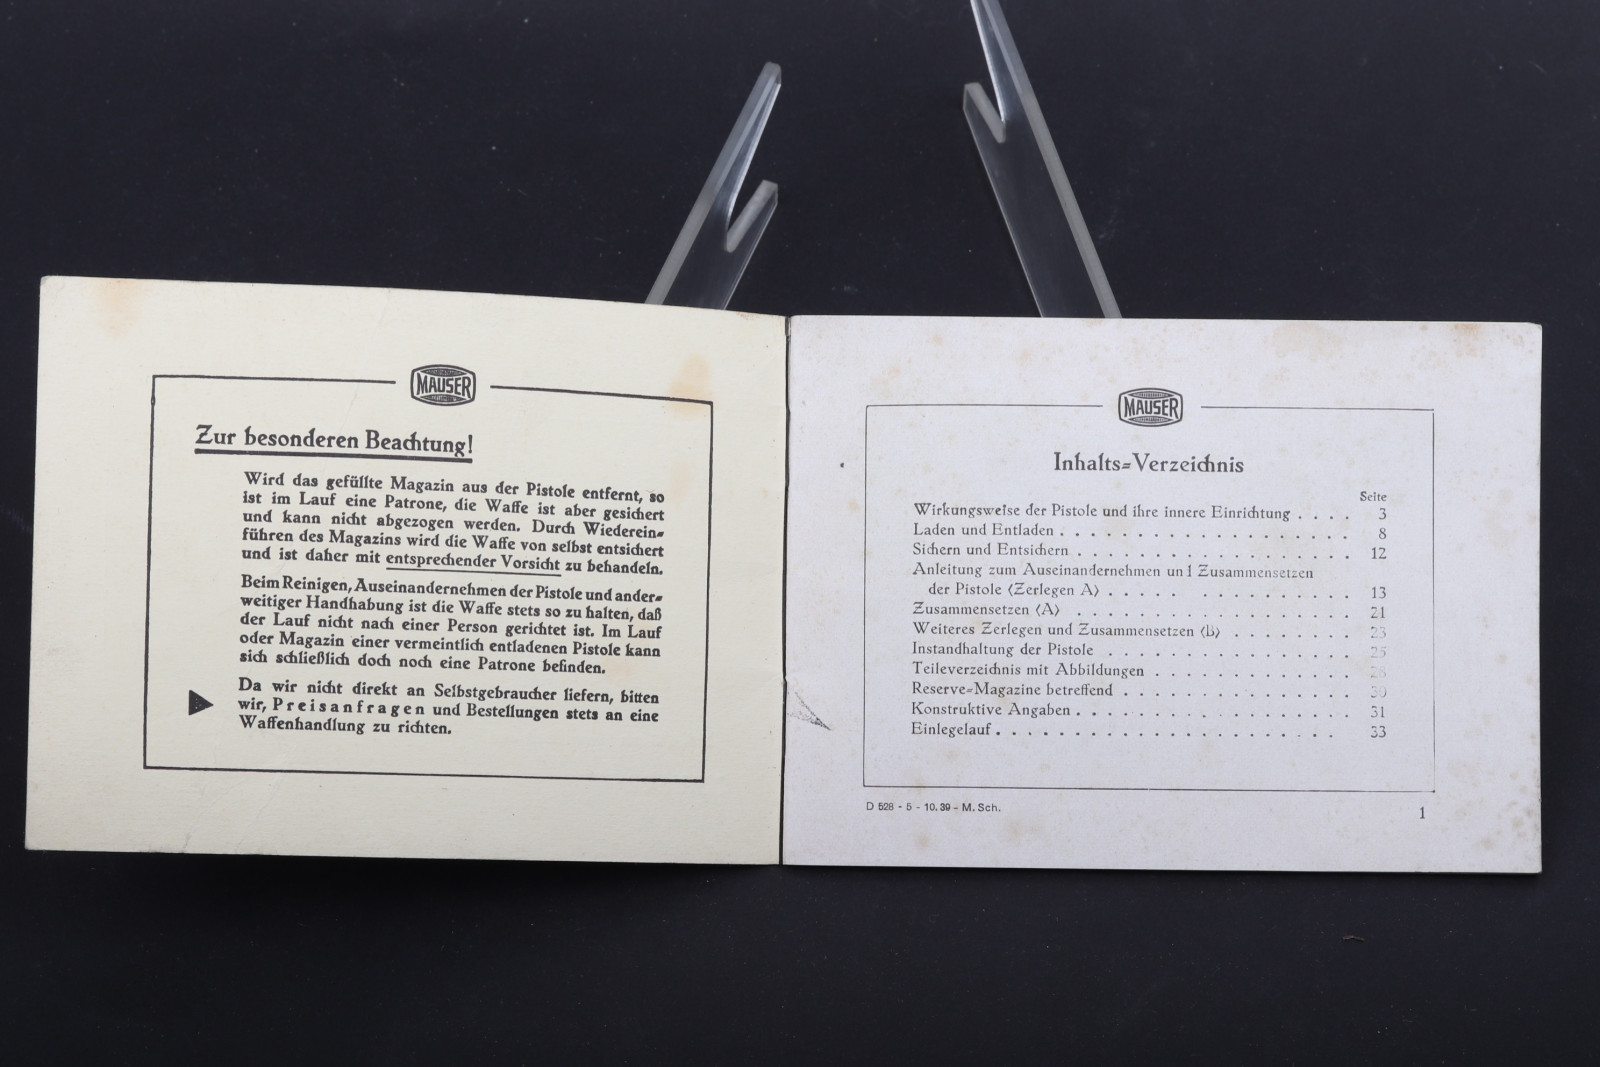 MAUSER
Zur besonderen Beachtung!
Wird das gefüllte Magazin aus der Pistole entfernt, so
ist im Lauf eine Patrone, die Waffe ist aber gesichert
und kann nicht abgezogen werden. Durch Wiederein=
führen des Magazins wird die Waffe von selbst entsichert
und ist daher mit entsprechender Vorsicht zu behandeln.
Beim Reinigen, Auseinandernehmen der Pistole und ander=
weitiger Handhabung ist die Waffe stets so zu halten, daß
der Lauf nicht nach einer Person gerichtet ist. Im Lauf
oder Magazin einer vermeintlich entladenen Pistole kann
sich schließlich doch noch eine Patrone befinden.
Da wir nicht direkt an Selbstgebraucher liefern, bitten
wir, Preisanfragen und Bestellungen stets an eine
Waffenhandlung zu richten.
MAUSER
Inhalts=Verzeichnis
Seite
Wirkungsweise der Pistole und ihre innere Einrichtung . . . . 3
Laden und Entladen . . . . . . . . . . . . . . . . 8
Sichern und Entsichern . . . . . . . . . . . . . . . 12
Anleitung zum Auseinandernehmen und Zusammensetzen
der Pistole (Zerlegen A) . . . . . . . . . . . . . 13
Zusammensetzen (A) . . . . . . . . . . . . . . . 21
Weiteres Zerlegen und Zusammensetzen (B) . . . . . . . 23
Instandhaltung der Pistole . . . . . . . . . . . . . 25
Teileverzeichnis mit Abbildungen . . . . . . . . . . . 28
Reserve=Magazine betreffend . . . . . . . . . . . . 30
Konstruktive Angaben . . . . . . . . . . . . . . . 31
Einlegelauf . . . . . . . . . . . . . . . . . . 33
D 528 - 5 - 10.39 - M. Sch.
1